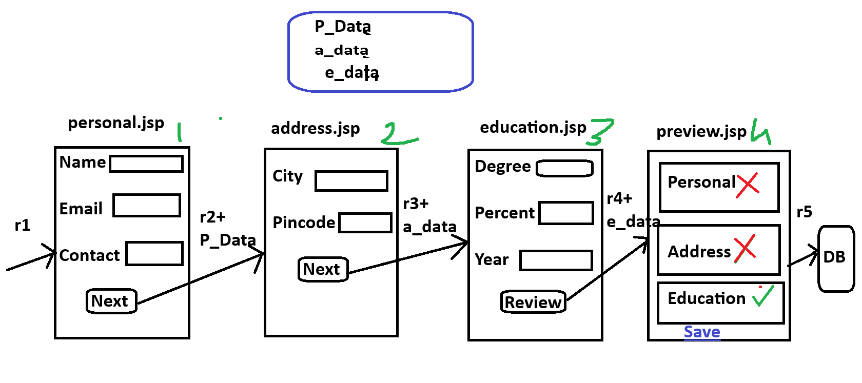 P_Data
a_data
e_data
personal.jsp 1
address.jsp 2
education.jsp 3
preview.jsp 4
r1
Name
Email
Contact
Next
r2+
P_Data
City
Pincode
Next
r3+
a_data
Degree
Percent
Year
Review
r4+
e_data
Personal
Address
Education
Save
r5
DB